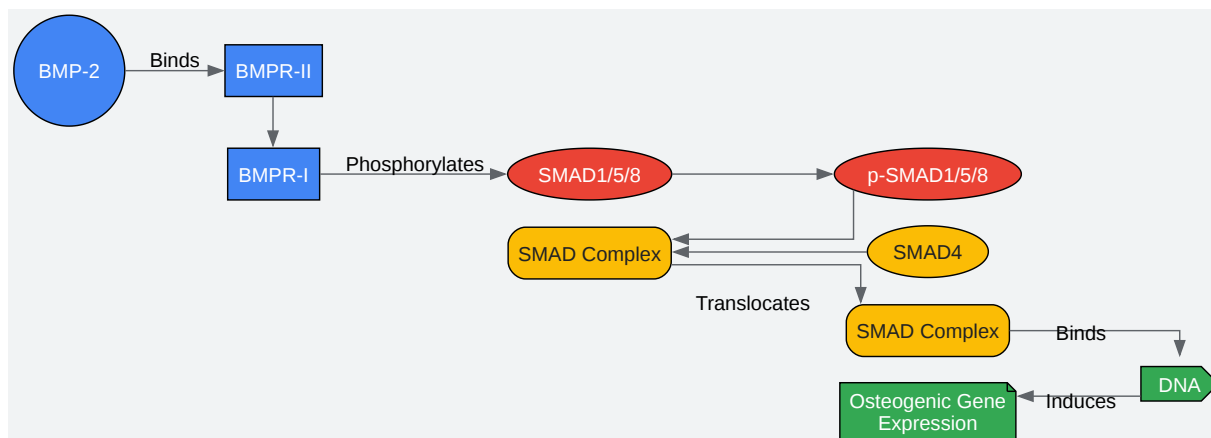 BMP-2
Binds
BMPR-II
BMPR-I
Phosphorylates
SMAD1/5/8
p-SMAD1/5/8
SMAD Complex
SMAD4
Translocates
SMAD Complex
Binds
DNA
Osteogenic Gene
Expression
Induces